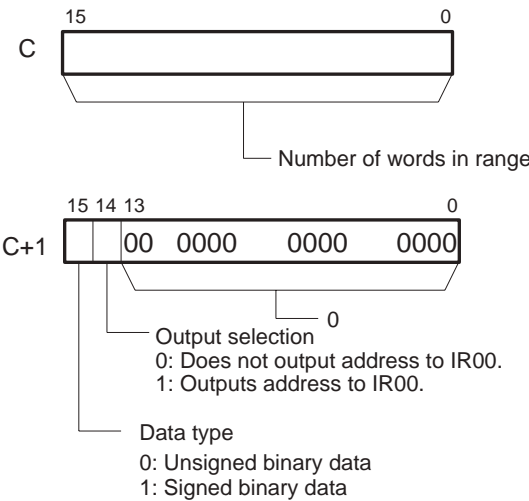 15 0
C
Number of words in range
15 14 13 0
C+1 00 0000 0000 0000
0
Output selection
0: Does not output address to IR00.
1: Outputs address to IR00.
Data type
0: Unsigned binary data
1: Signed binary data